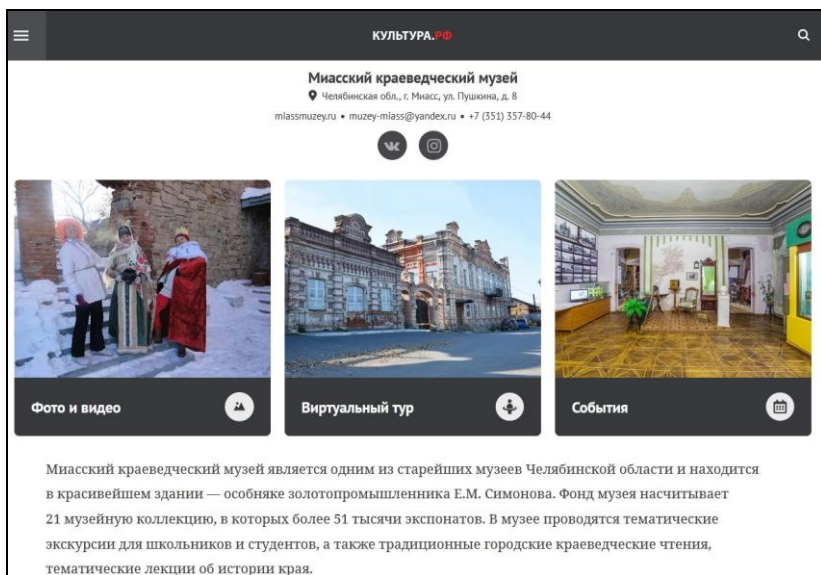 КУЛЬТУРА.РФ
Миасский краеведческий музей
Челябинская обл., г. Миасс, ул. Пушкина, д. 8
miassmuzey.ru • muzey-miass@yandex.ru • +7 (351) 357-80-44
Фото и видео
Виртуальный тур
События
Миасский краеведческий музей является одним из старейших музеев Челябинской области и находится
в красивейшем здании — особняке золотопромышленника Е.М. Симонова. Фонд музея насчитывает
21 музейную коллекцию, в которых более 51 тысячи экспонатов. В музее проводятся тематические
экскурсии для школьников и студентов, а также традиционные городские краеведческие чтения,
тематические лекции об истории края.